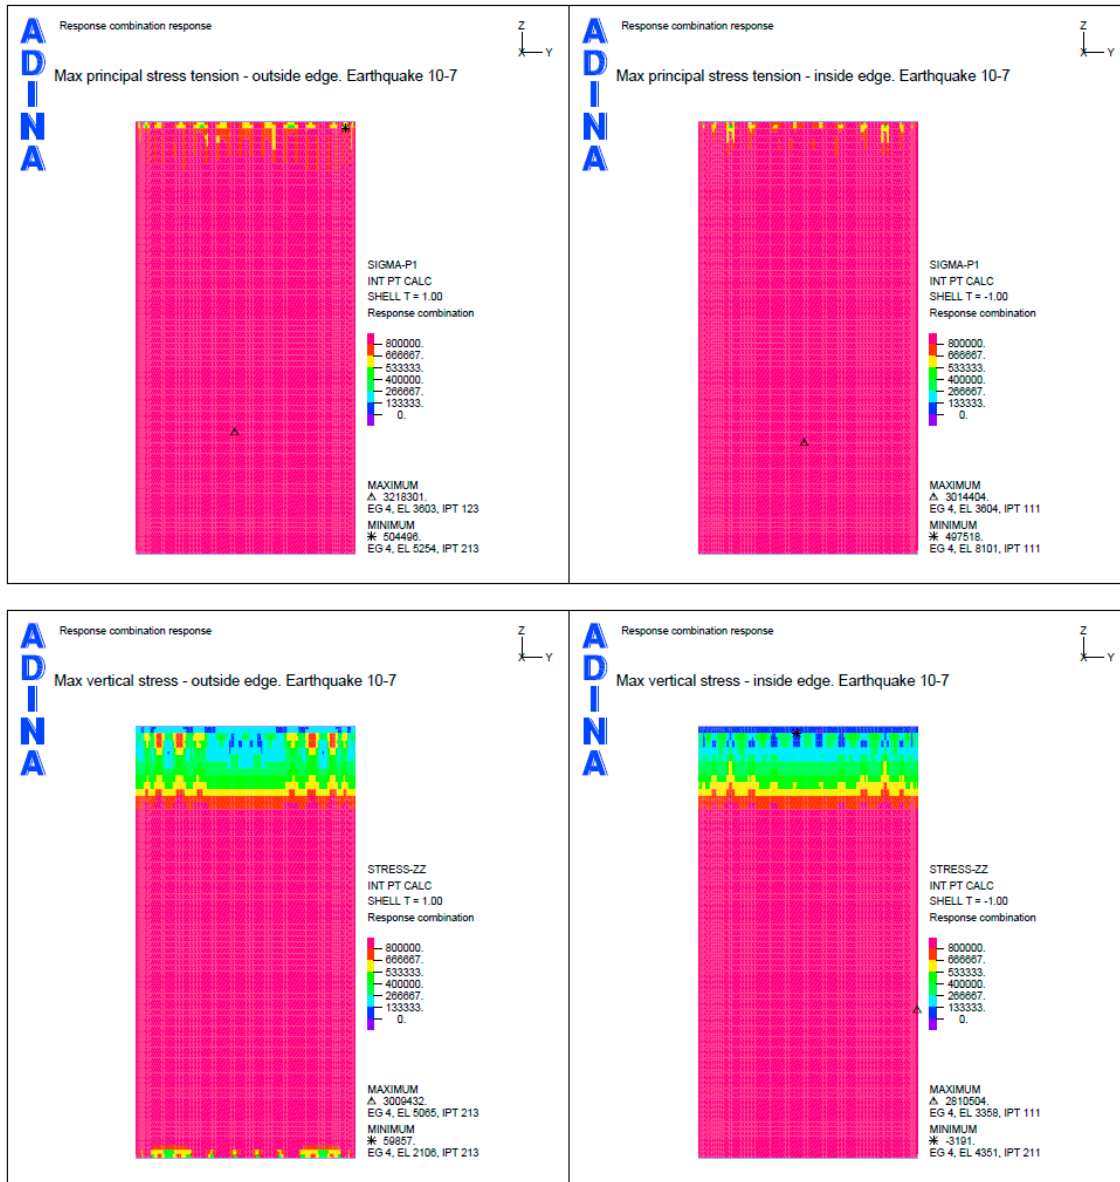 ADINA
Response combination response
Z
X Y
Max principal stress tension - outside edge. Earthquake 10-7
SIGMA-P1
INT PT CALC
SHELL T = 1.00
Response combination
800000.
666667.
533333.
400000.
266667.
133333.
0.
MAXIMUM
3218301.
EG 4, EL 3603, IPT 123
MINIMUM
504496.
EG 4, EL 5254, IPT 213
ADINA
Response combination response
Z
X Y
Max principal stress tension - inside edge. Earthquake 10-7
SIGMA-P1
INT PT CALC
SHELL T = -1.00
Response combination
800000.
666667.
533333.
400000.
266667.
133333.
0.
MAXIMUM
3014404.
EG 4, EL 3604, IPT 111
MINIMUM
497518.
EG 4, EL 8101, IPT 111
ADINA
Response combination response
Z
X Y
Max vertical stress - outside edge. Earthquake 10-7
STRESS-ZZ
INT PT CALC
SHELL T = 1.00
Response combination
800000.
666667.
533333.
400000.
266667.
133333.
0.
MAXIMUM
3009432.
EG 4, EL 5065, IPT 213
MINIMUM
59857.
EG 4, EL 2106, IPT 213
ADINA
Response combination response
Z
X Y
Max vertical stress - inside edge. Earthquake 10-7
STRESS-ZZ
INT PT CALC
SHELL T = -1.00
Response combination
800000.
666667.
533333.
400000.
266667.
133333.
0.
MAXIMUM
2810504.
EG 4, EL 3358, IPT 111
MINIMUM
-3191.
EG 4, EL 4351, IPT 211